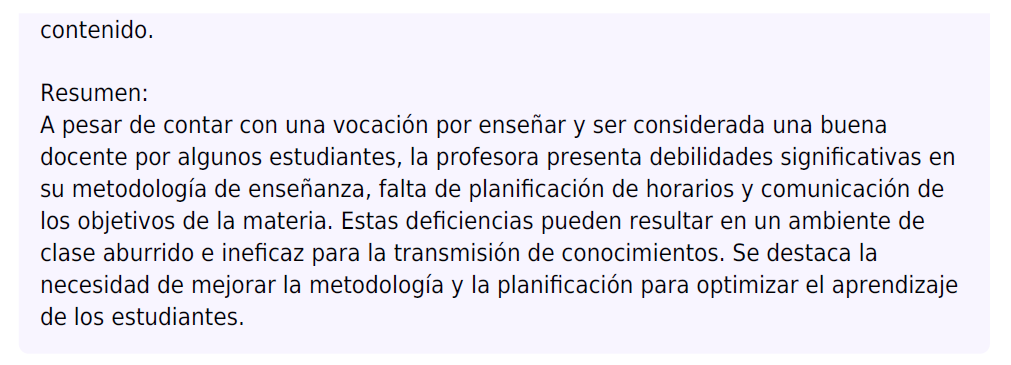 contenido.
Resumen:
A pesar de contar con una vocación por enseñar y ser considerada una buena
docente por algunos estudiantes, la profesora presenta debilidades significativas en
su metodología de enseñanza, falta de planificación de horarios y comunicación de
los objetivos de la materia. Estas deficiencias pueden resultar en un ambiente de
clase aburrido e ineficaz para la transmisión de conocimientos. Se destaca la
necesidad de mejorar la metodología y la planificación para optimizar el aprendizaje
de los estudiantes.